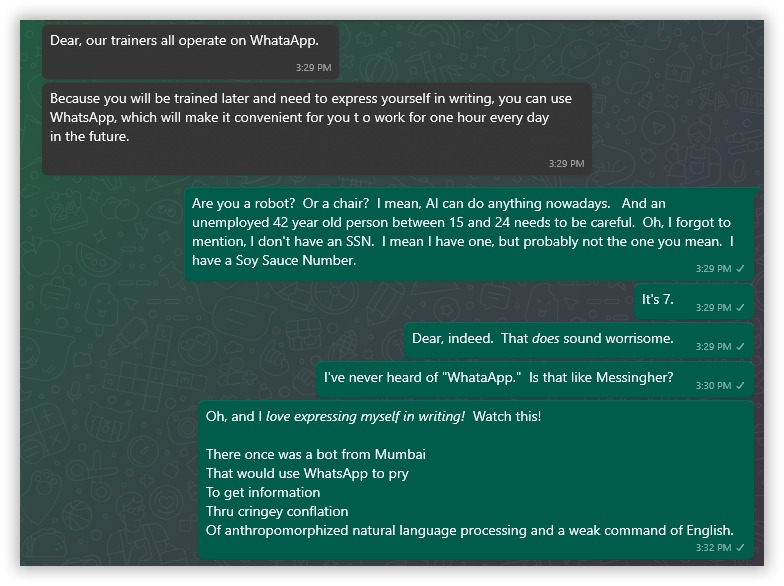 Dear, our trainers all operate on WhataApp.
3:29 PM
Because you will be trained later and need to express yourself in writing, you can use
WhatsApp, which will make it convenient for you t o work for one hour every day
in the future.
3:29 PM
Are you a robot?  Or a chair?  I mean, AI can do anything nowadays.   And an
unemployed 42 year old person between 15 and 24 needs to be careful.  Oh, I forgot to
mention, I don't have an SSN.  I mean I have one, but probably not the one you mean.  I
have a Soy Sauce Number.
3:29 PM
It's 7.
3:29 PM
Dear, indeed.  That does sound worrisome.
3:29 PM
I've never heard of "WhataApp."  Is that like Messingher?
3:30 PM
Oh, and I love expressing myself in writing!  Watch this!
There once was a bot from Mumbai
That would use WhatsApp to pry
To get information
Thru cringey conflation
Of anthropomorphized natural language processing and a weak command of English.
3:32 PM